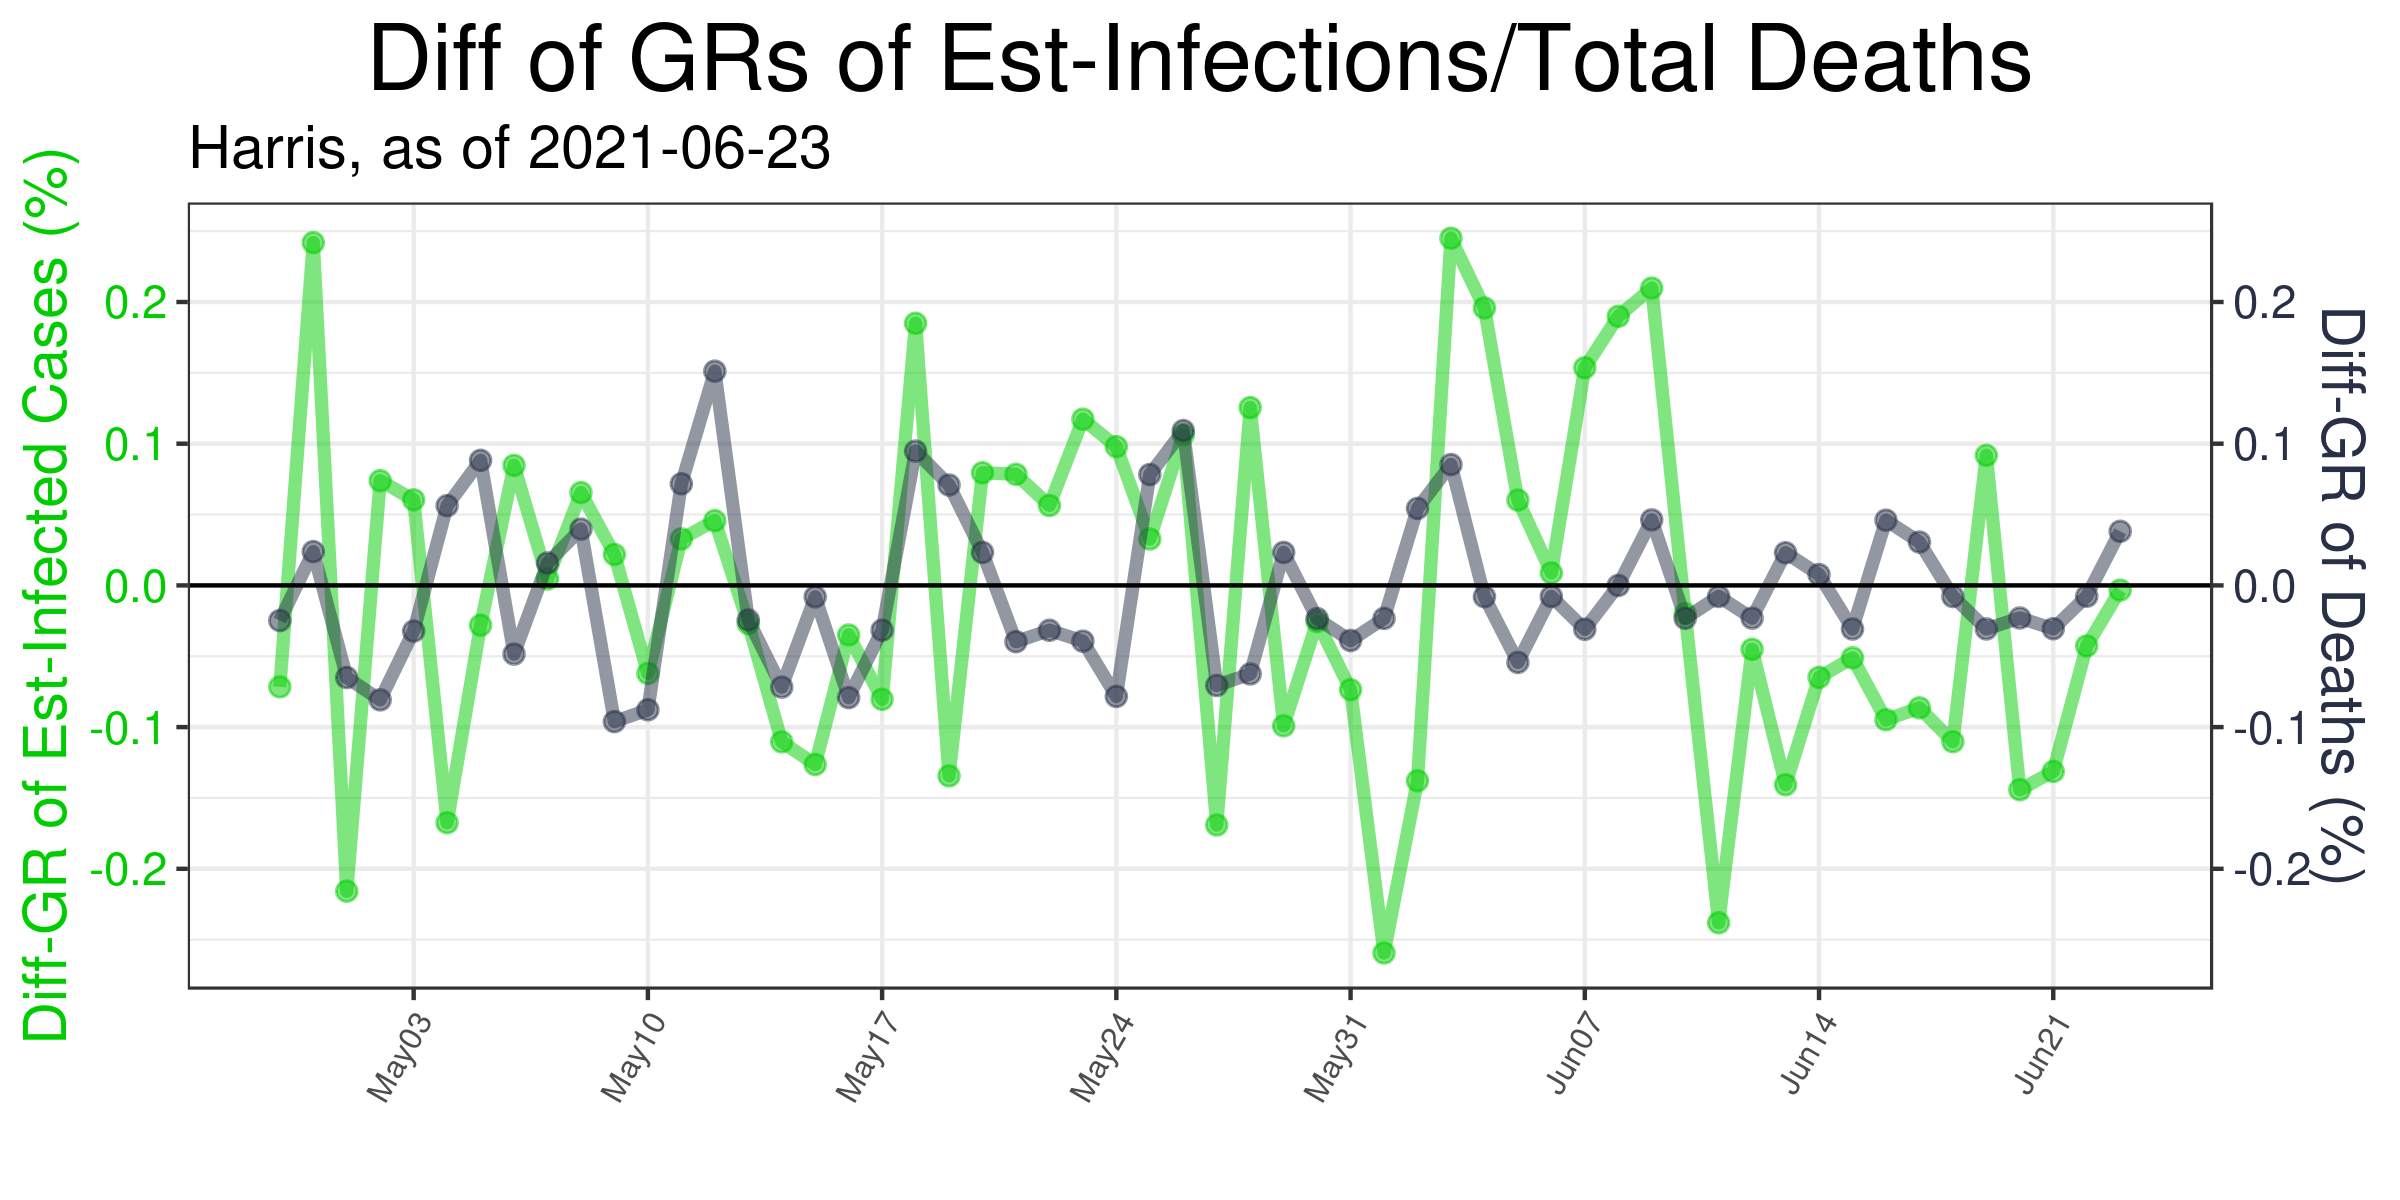 Diff of GRs of Est-Infections/Total Deaths
Harris, as of 2021-06-23
Diff-GR of Est-Infected Cases (%)
0.2
0.1
0.0
-0.1
-0.2
0.2
0.1
0.0
-0.1
-0.2
Diff-GR of Deaths (%)
May03
May10
May17
May24
May31
Jun07
Jun14
Jun21